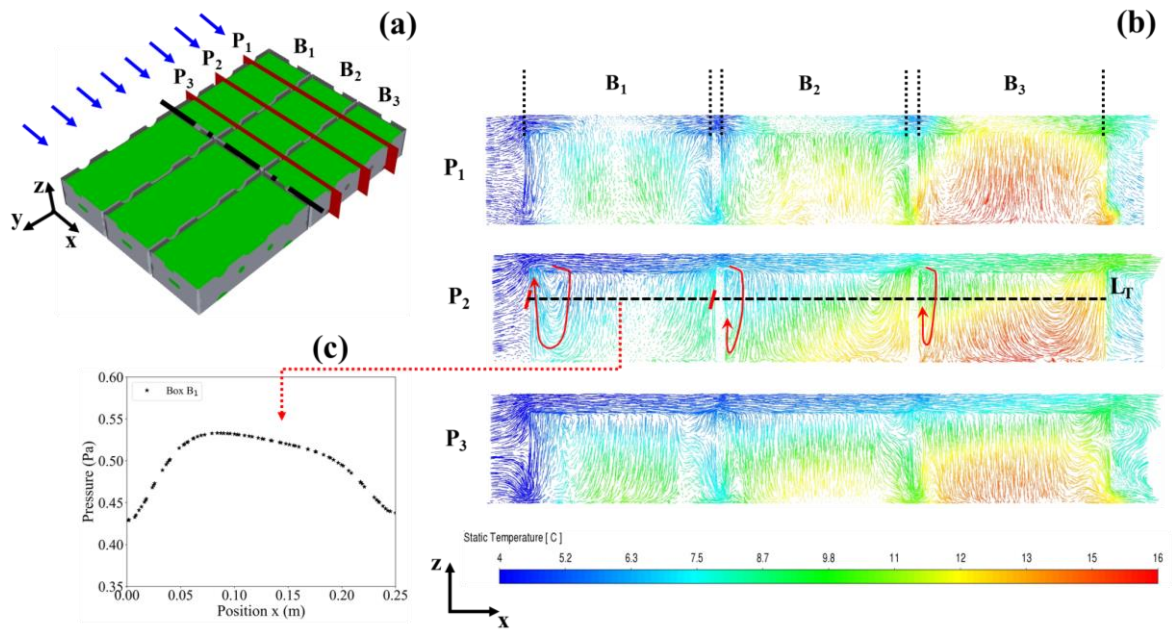 (a)
P₁
P₂
P₃
B₁
B₂
B₃
z
y
x
(b)
B₁
B₂
B₃
P₁
P₂
L_T
P₃
(c)
0.60
0.55
0.50
0.45
0.40
0.35
Pressure (Pa)
Box B₁
0.00 0.05 0.10 0.15 0.20 0.25
Position x (m)
Static Temperature [ C ]
4 5.2 6.3 7.5 8.7 9.8 11 12 13 15 16
z
x